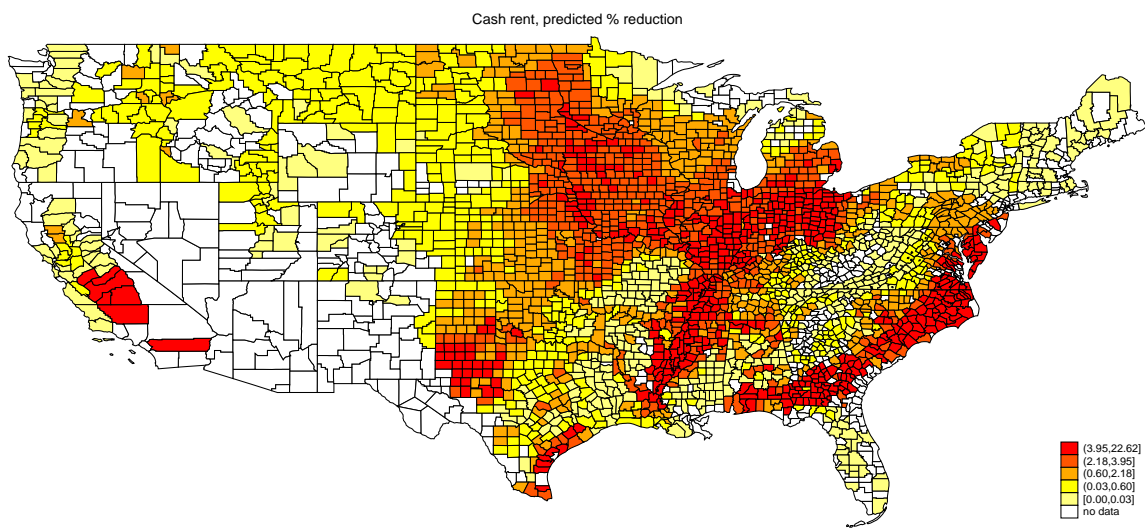 Cash rent, predicted % reduction
(3.95,22.62]
(2.18,3.95]
(0.60,2.18]
(0.03,0.60]
[0.00,0.03]
no data